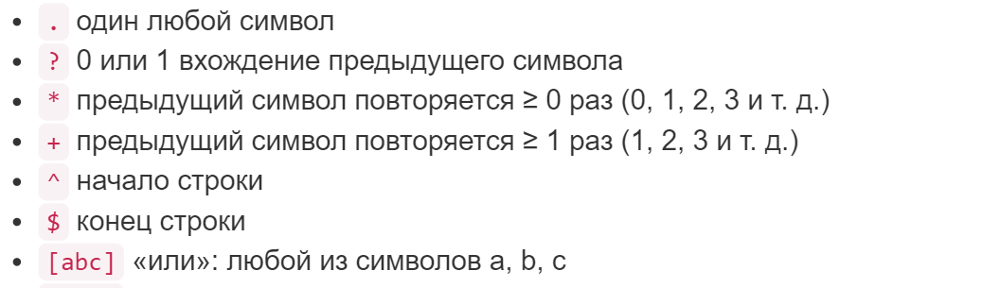 . один любой символ
? 0 или 1 вхождение предыдущего символа
* предыдущий символ повторяется ≥ 0 раз (0, 1, 2, 3 и т. д.)
+ предыдущий символ повторяется ≥ 1 раз (1, 2, 3 и т. д.)
^ начало строки
$ конец строки
[abc] «или»: любой из символов a, b, c